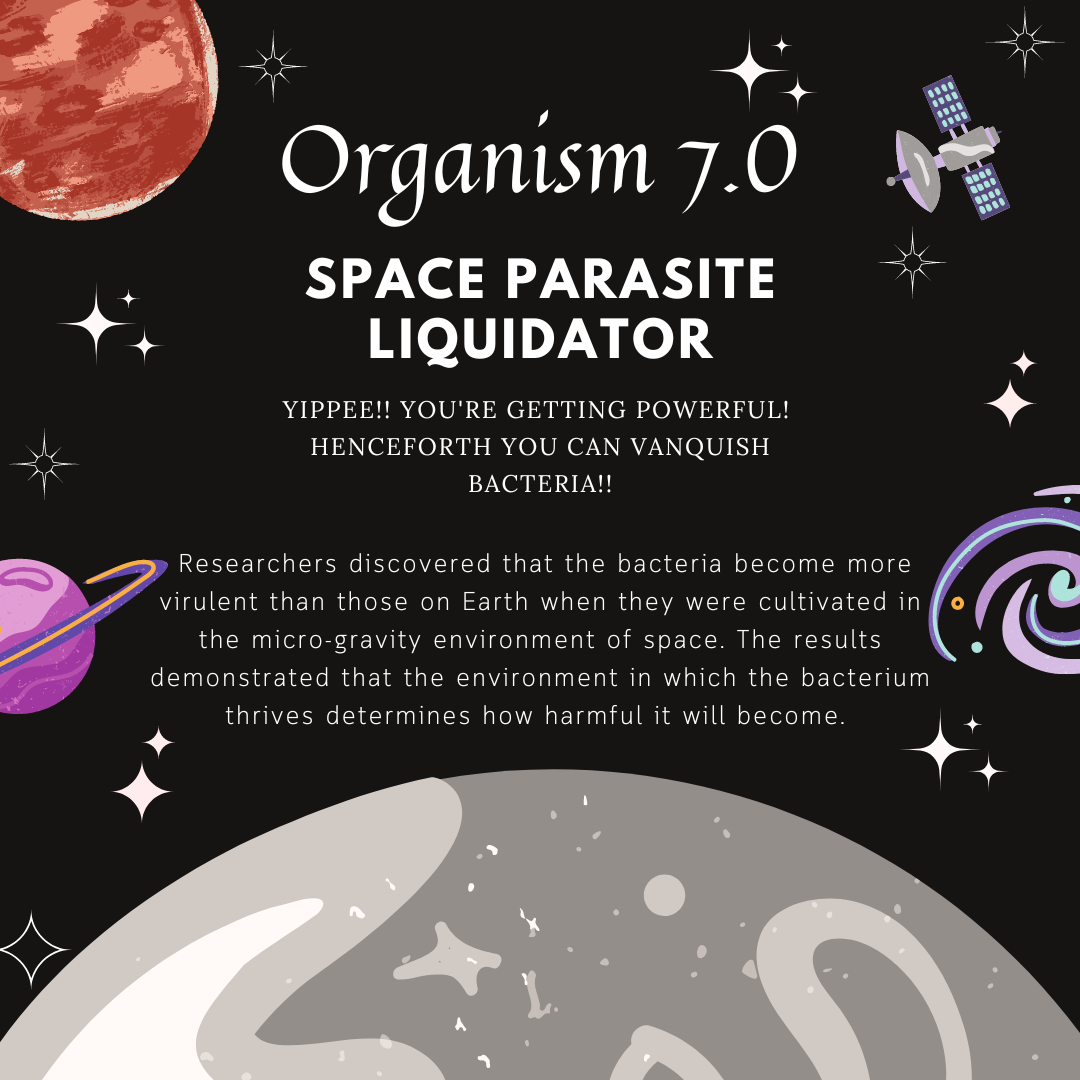 Organism 7.0
SPACE PARASITE
LIQUIDATOR
YIPPEE!! YOU'RE GETTING POWERFUL!
HENCEFORTH YOU CAN VANQUISH
BACTERIA!!
Researchers discovered that the bacteria become more
virulent than those on Earth when they were cultivated in
the micro-gravity environment of space. The results
demonstrated that the environment in which the bacterium
thrives determines how harmful it will become.